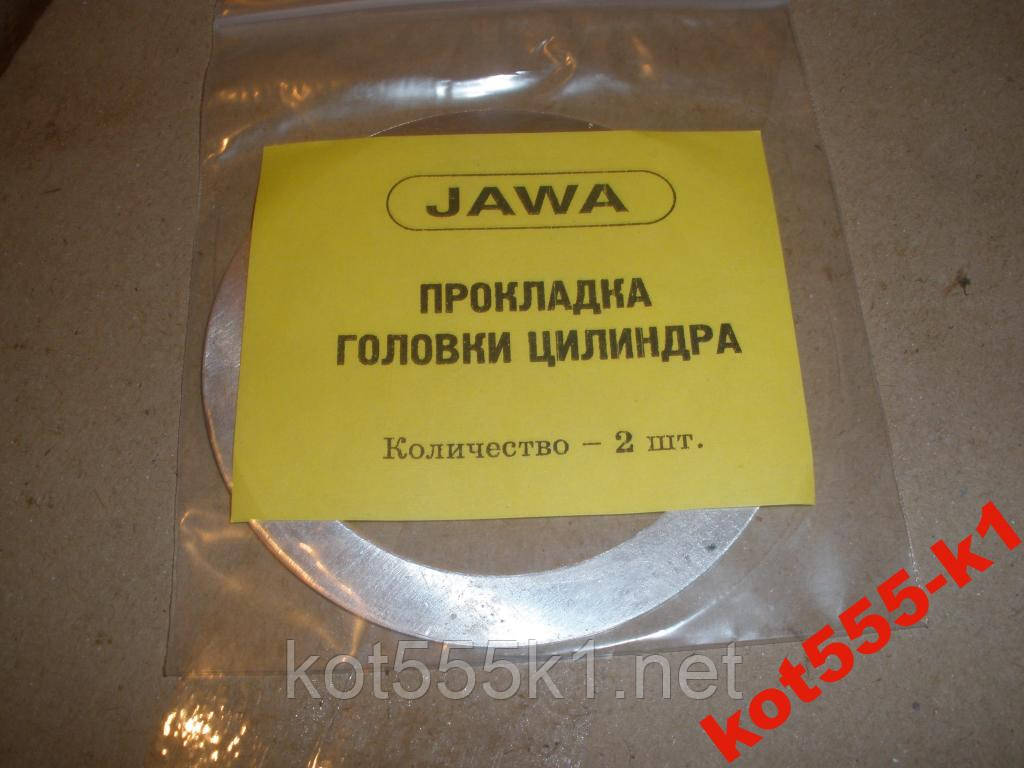 JAWA
ПРОКЛАДКА
ГОЛОВКИ ЦИЛИНДРА
Количество – 2 шт.
kot555k1.net
kot555-k1